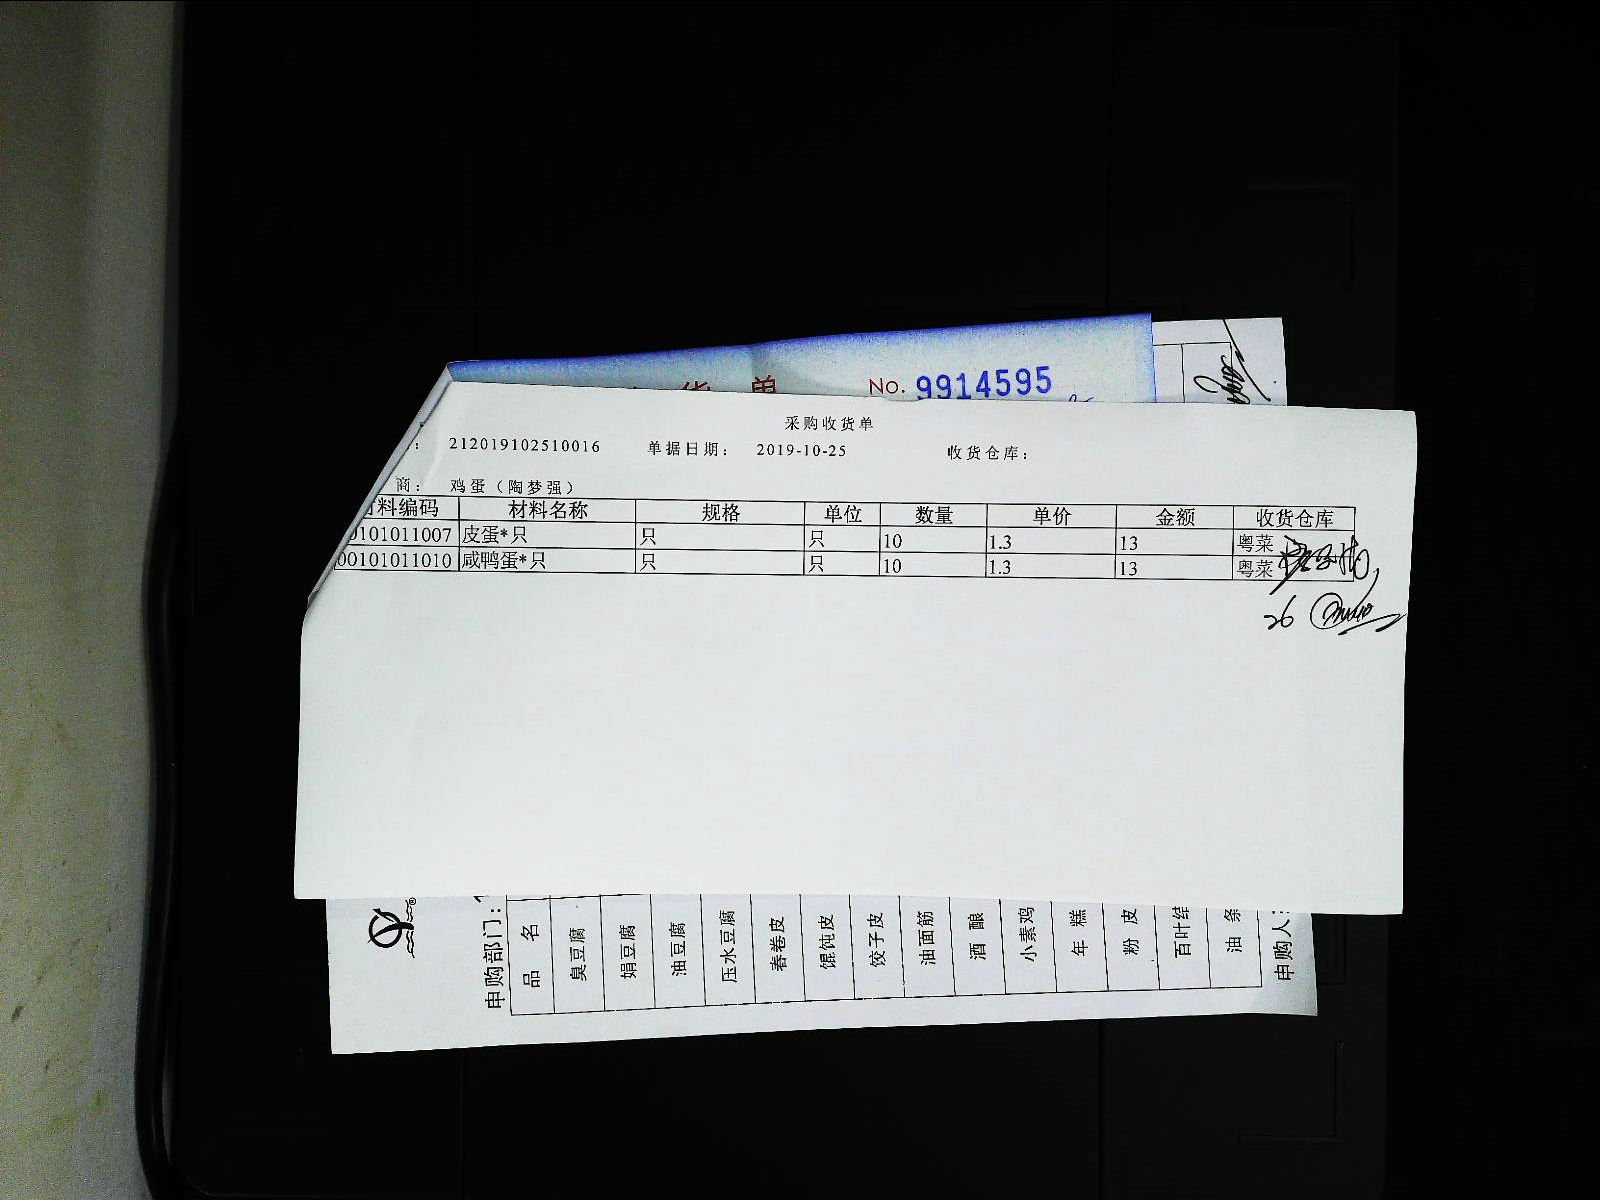 单
No. 9914595
采购收货单
: 212019102510016 单据日期: 2019-10-25 收货仓库:
商: 鸡蛋(陶梦强)
料编码 材料名称 规格 单位 数量 单价 金额 收货仓库
0101011007 皮蛋*只 只 只 10 1.3 13 粤菜
00101011010 咸鸭蛋*只 只 只 10 1.3 13 粤菜
26
申购部门:
品名
臭豆腐
娟豆腐
油豆腐
压水豆腐
春卷皮
馄饨皮
饺子皮
油面筋
酒酿
小素鸡
年糕
粉皮
百叶结
油条
申购人: